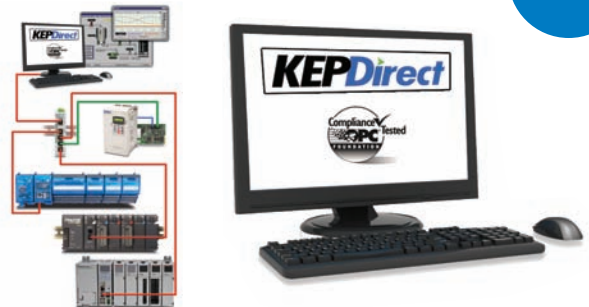 KEPDirect
KEPDirect
Compliance Tested
OPC
FOUNDATION